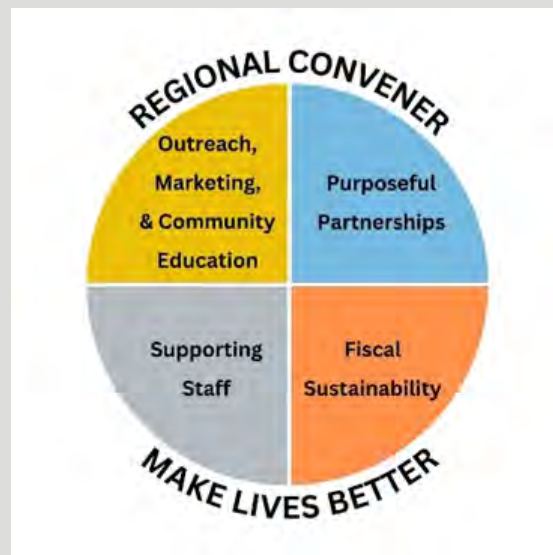 REGIONAL CONVENER
Outreach,
Marketing,
& Community
Education
Purposeful
Partnerships
Supporting
Staff
Fiscal
Sustainability
MAKE LIVES BETTER